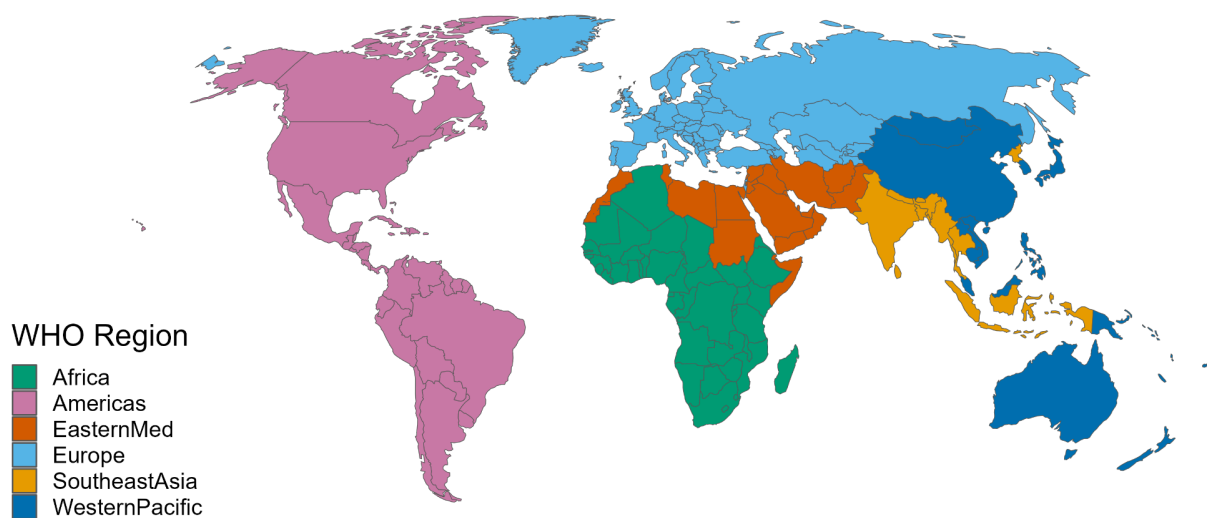 WHO Region
Africa
Americas
EasternMed
Europe
SoutheastAsia
WesternPacific